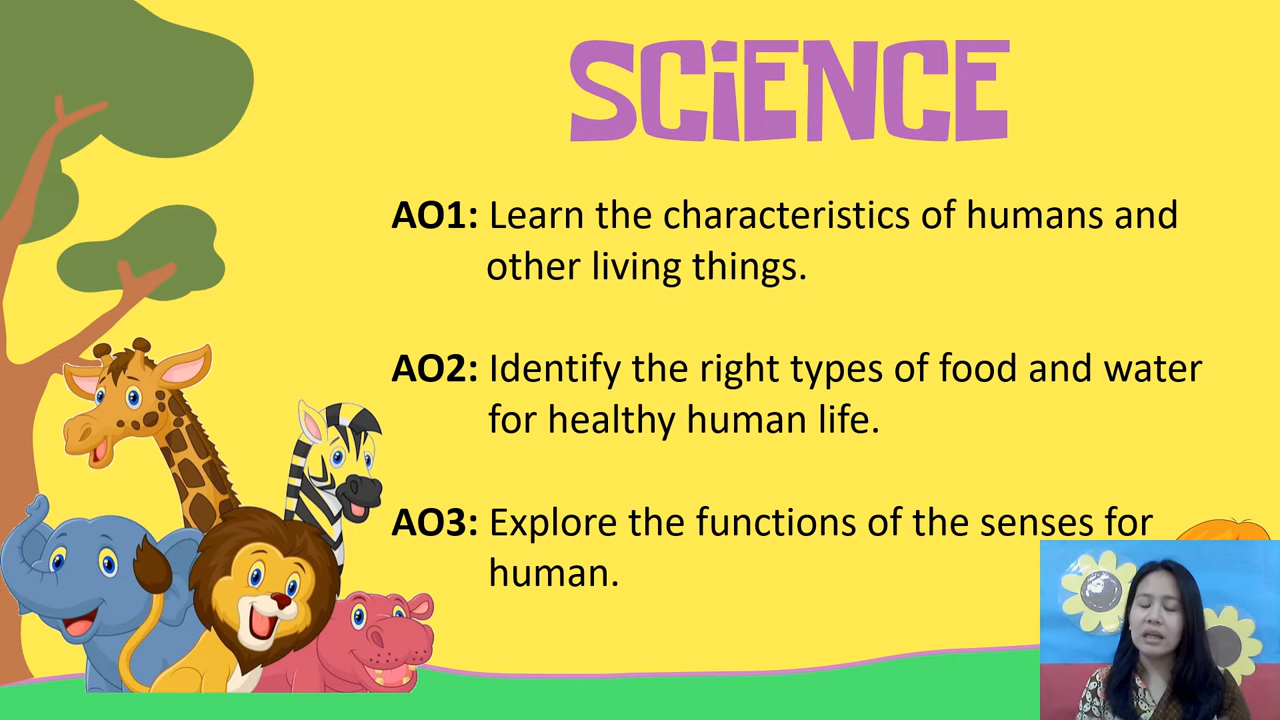 SCiENCE
AO1: Learn the characteristics of humans and
other living things.
AO2: Identify the right types of food and water
for healthy human life.
AO3: Explore the functions of the senses for
human.